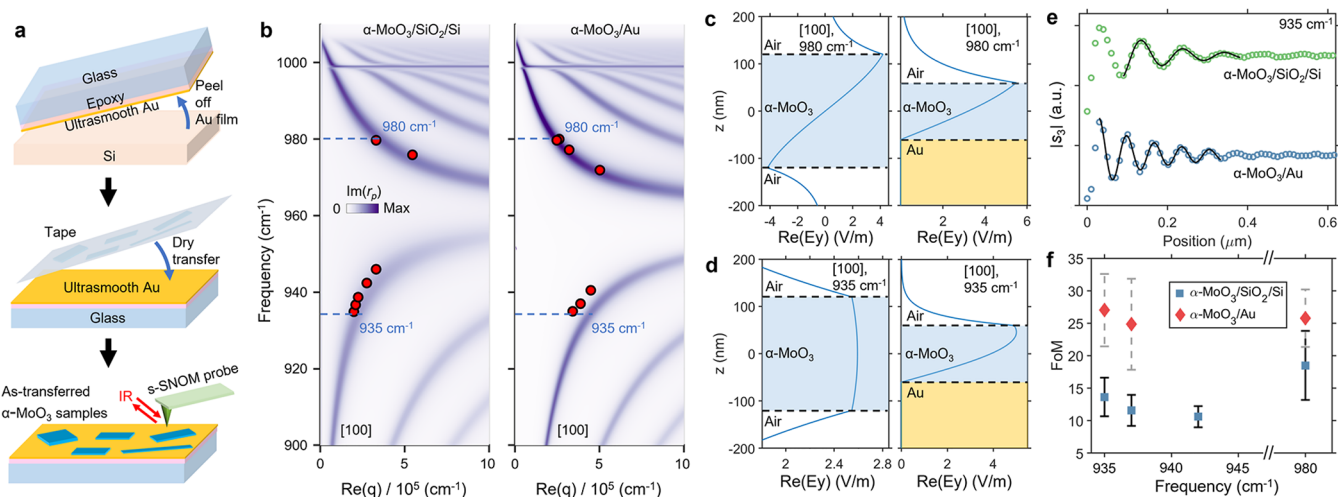 a
Glass
Epoxy
Ultrasmooth Au
Peel
off
Au film
Si
Tape
Dry
transfer
Ultrasmooth Au
Glass
As-transferred
α-MoO3 samples
IR
s-SNOM probe
b
α-MoO3/SiO2/Si
α-MoO3/Au
Frequency (cm-1)
1000
980
960
940
920
900
980 cm-1
980 cm-1
Im(rp)
0
Max
935 cm-1
935 cm-1
[100]
[100]
0
5
10
0
5
10
Re(q) / 10^5 (cm-1)
Re(q) / 10^5 (cm-1)
c
z (nm)
200
100
0
-100
-200
Air
[100],
980 cm-1
α-MoO3
Air
-4
-2
0
2
4
Re(Ey) (V/m)
[100],
980 cm-1
Air
α-MoO3
Au
0
2
4
6
Re(Ey) (V/m)
d
z (nm)
200
100
0
-100
-200
Air
[100],
935 cm-1
α-MoO3
Air
2
2.4
2.8
Re(Ey) (V/m)
[100],
935 cm-1
Air
α-MoO3
Au
0
5
Re(Ey) (V/m)
e
935 cm-1
|s3| (a.u.)
α-MoO3/SiO2/Si
α-MoO3/Au
0
0.2
0.4
0.6
Position (μm)
f
FoM
35
30
25
20
15
10
5
α-MoO3/SiO2/Si
α-MoO3/Au
935
940
945
980
Frequency (cm-1)